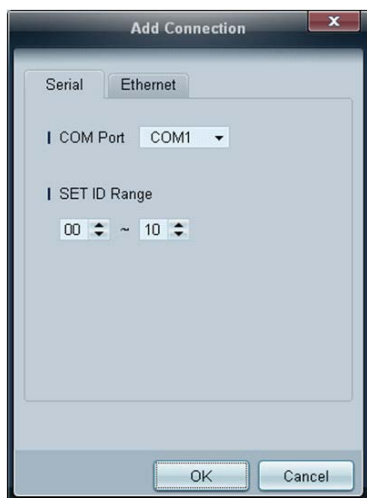 Add Connection
x
Serial Ethernet
COM Port COM1
SET ID Range
00 ~ 10
OK Cancel